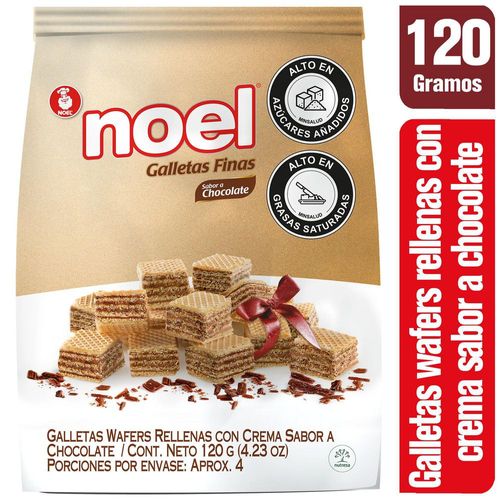 NOEL
noel
Galletas Finas
Sabor a
Chocolate
ALTO EN
AZÚCARES AÑADIDOS
MINSALUD
ALTO EN
GRASAS SATURADAS
MINSALUD
GALLETAS WAFERS RELLENAS CON CREMA SABOR A
CHOCOLATE / CONT. NETO 120 g (4.23 oz)
PORCIONES POR ENVASE: APROX. 4
nutresa
120
Gramos
Galletas wafers rellenas con
crema sabor a chocolate